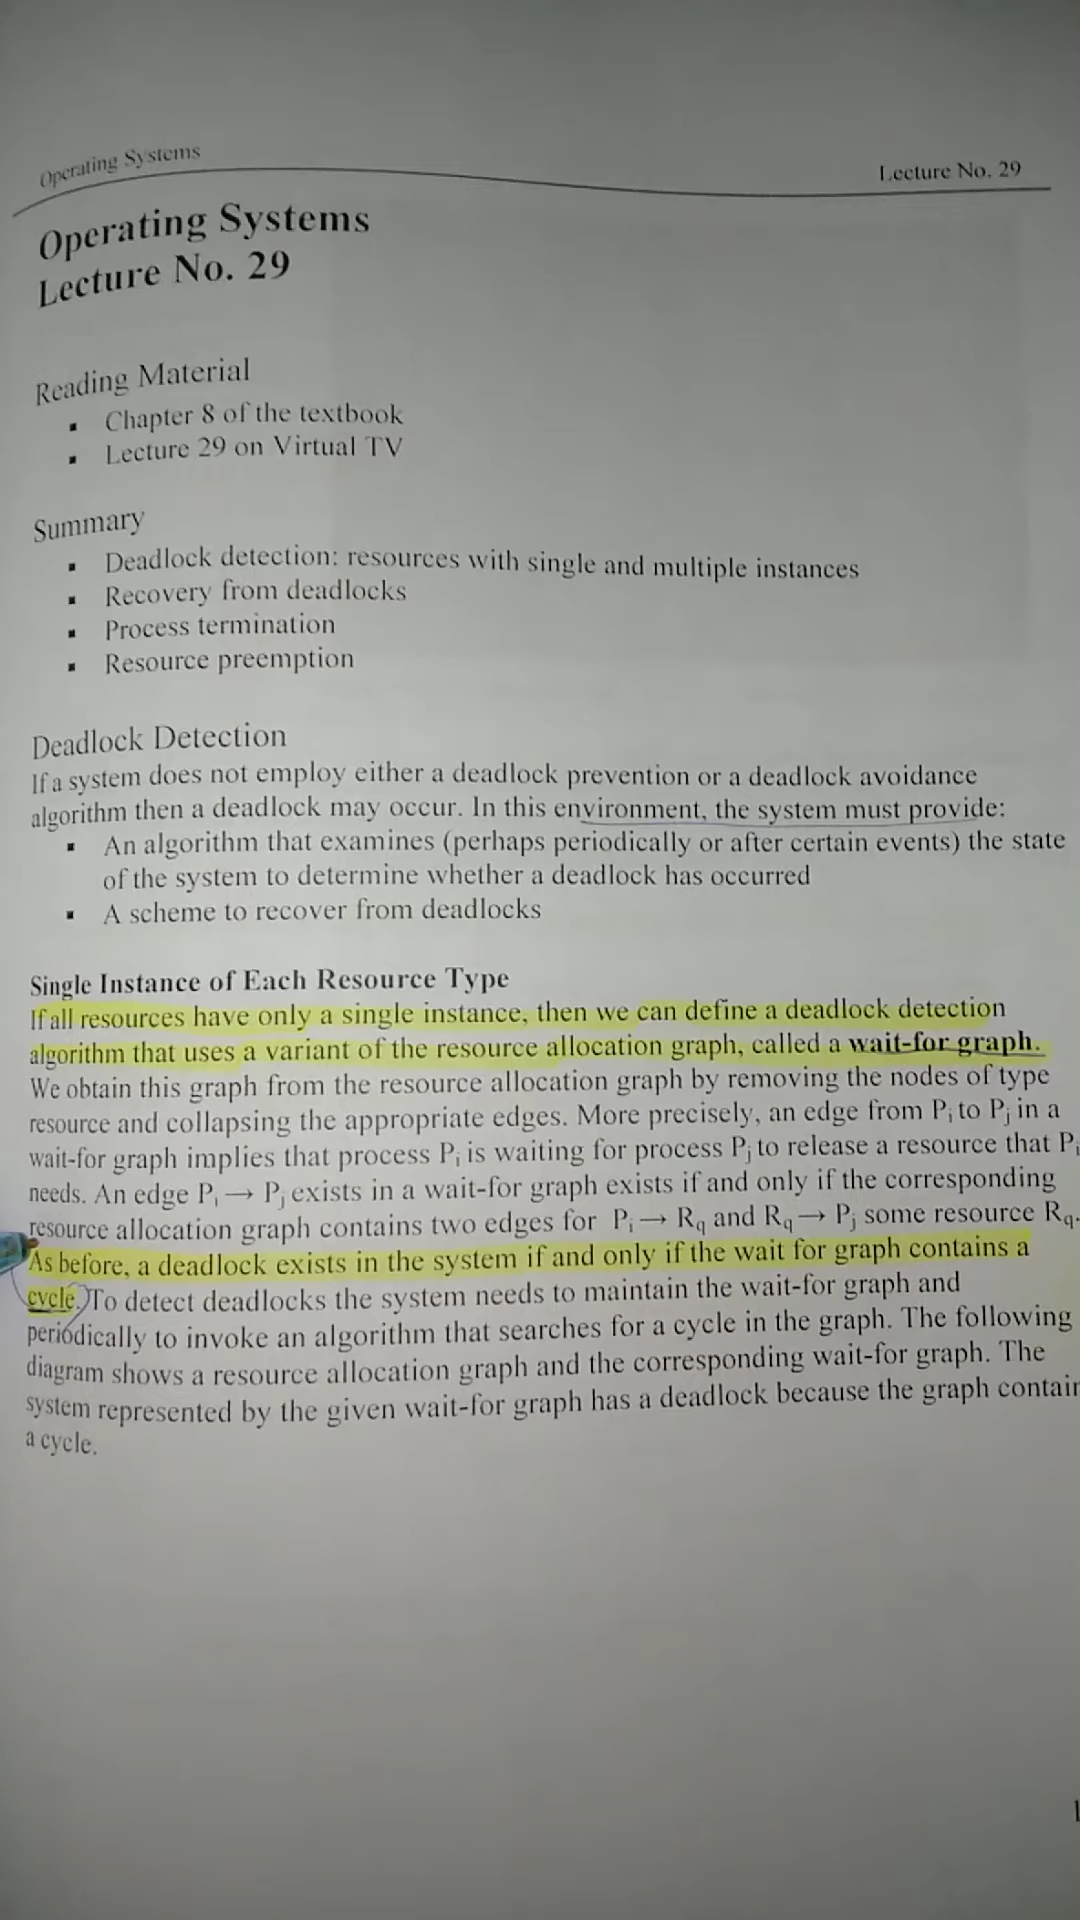 Operating Systems
Lecture No. 29
Operating Systems
Lecture No. 29
Reading Material
▪ Chapter 8 of the textbook
▪ Lecture 29 on Virtual TV
Summary
▪ Deadlock detection: resources with single and multiple instances
▪ Recovery from deadlocks
▪ Process termination
▪ Resource preemption
Deadlock Detection
If a system does not employ either a deadlock prevention or a deadlock avoidance
algorithm then a deadlock may occur. In this environment, the system must provide:
▪ An algorithm that examines (perhaps periodically or after certain events) the state
of the system to determine whether a deadlock has occurred
▪ A scheme to recover from deadlocks
Single Instance of Each Resource Type
If all resources have only a single instance, then we can define a deadlock detection
algorithm that uses a variant of the resource allocation graph, called a wait-for graph.
We obtain this graph from the resource allocation graph by removing the nodes of type
resource and collapsing the appropriate edges. More precisely, an edge from Pi to Pj in a
wait-for graph implies that process Pi is waiting for process Pj to release a resource that Pi
needs. An edge Pi → Pj exists in a wait-for graph exists if and only if the corresponding
resource allocation graph contains two edges for Pi → Rq and Rq → Pj some resource Rq.
As before, a deadlock exists in the system if and only if the wait for graph contains a
cycle. To detect deadlocks the system needs to maintain the wait-for graph and
periodically to invoke an algorithm that searches for a cycle in the graph. The following
diagram shows a resource allocation graph and the corresponding wait-for graph. The
system represented by the given wait-for graph has a deadlock because the graph contain
a cycle.